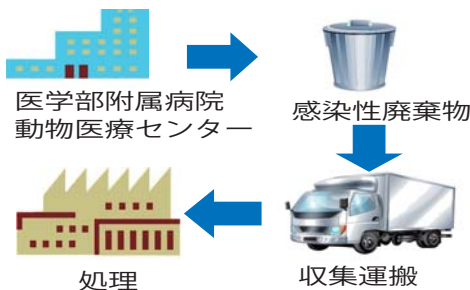 医学部附属病院
動物医療センター
感染性廃棄物
収集運搬
処理